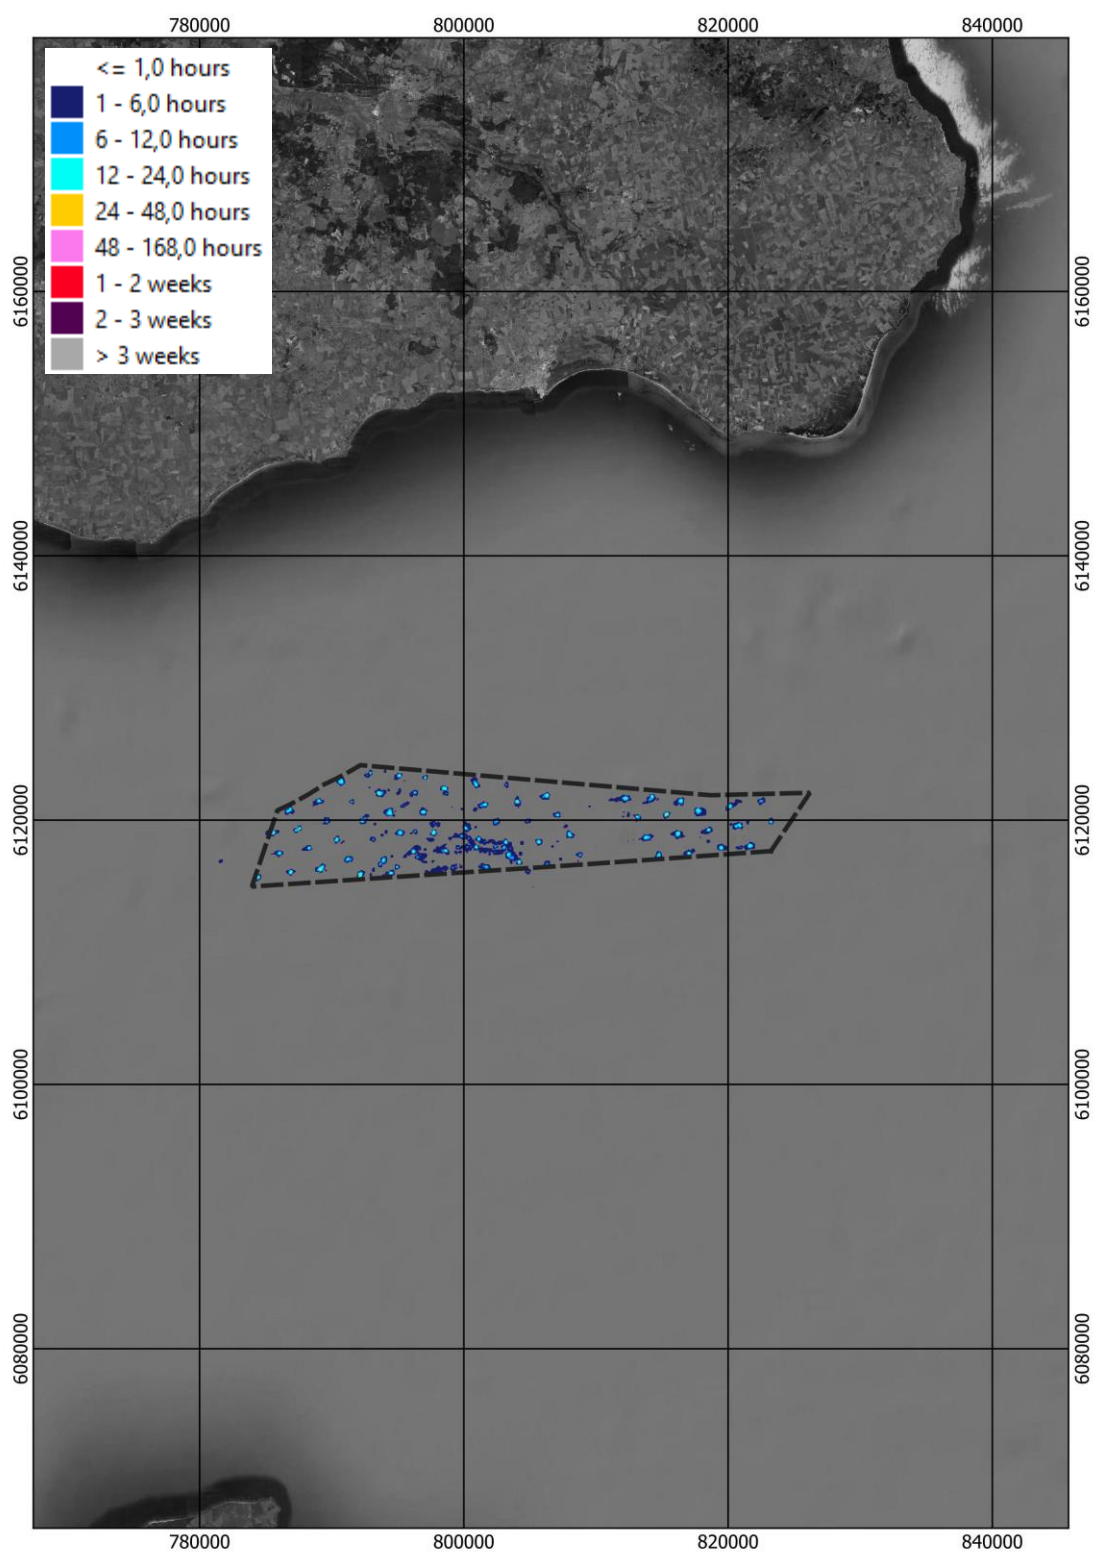 780000 800000 820000 840000
<= 1,0 hours
1 - 6,0 hours
6 - 12,0 hours
12 - 24,0 hours
24 - 48,0 hours
48 - 168,0 hours
1 - 2 weeks
2 - 3 weeks
> 3 weeks
6160000 6160000
6140000 6140000
6120000 6120000
6100000 6100000
6080000 6080000
780000 800000 820000 840000